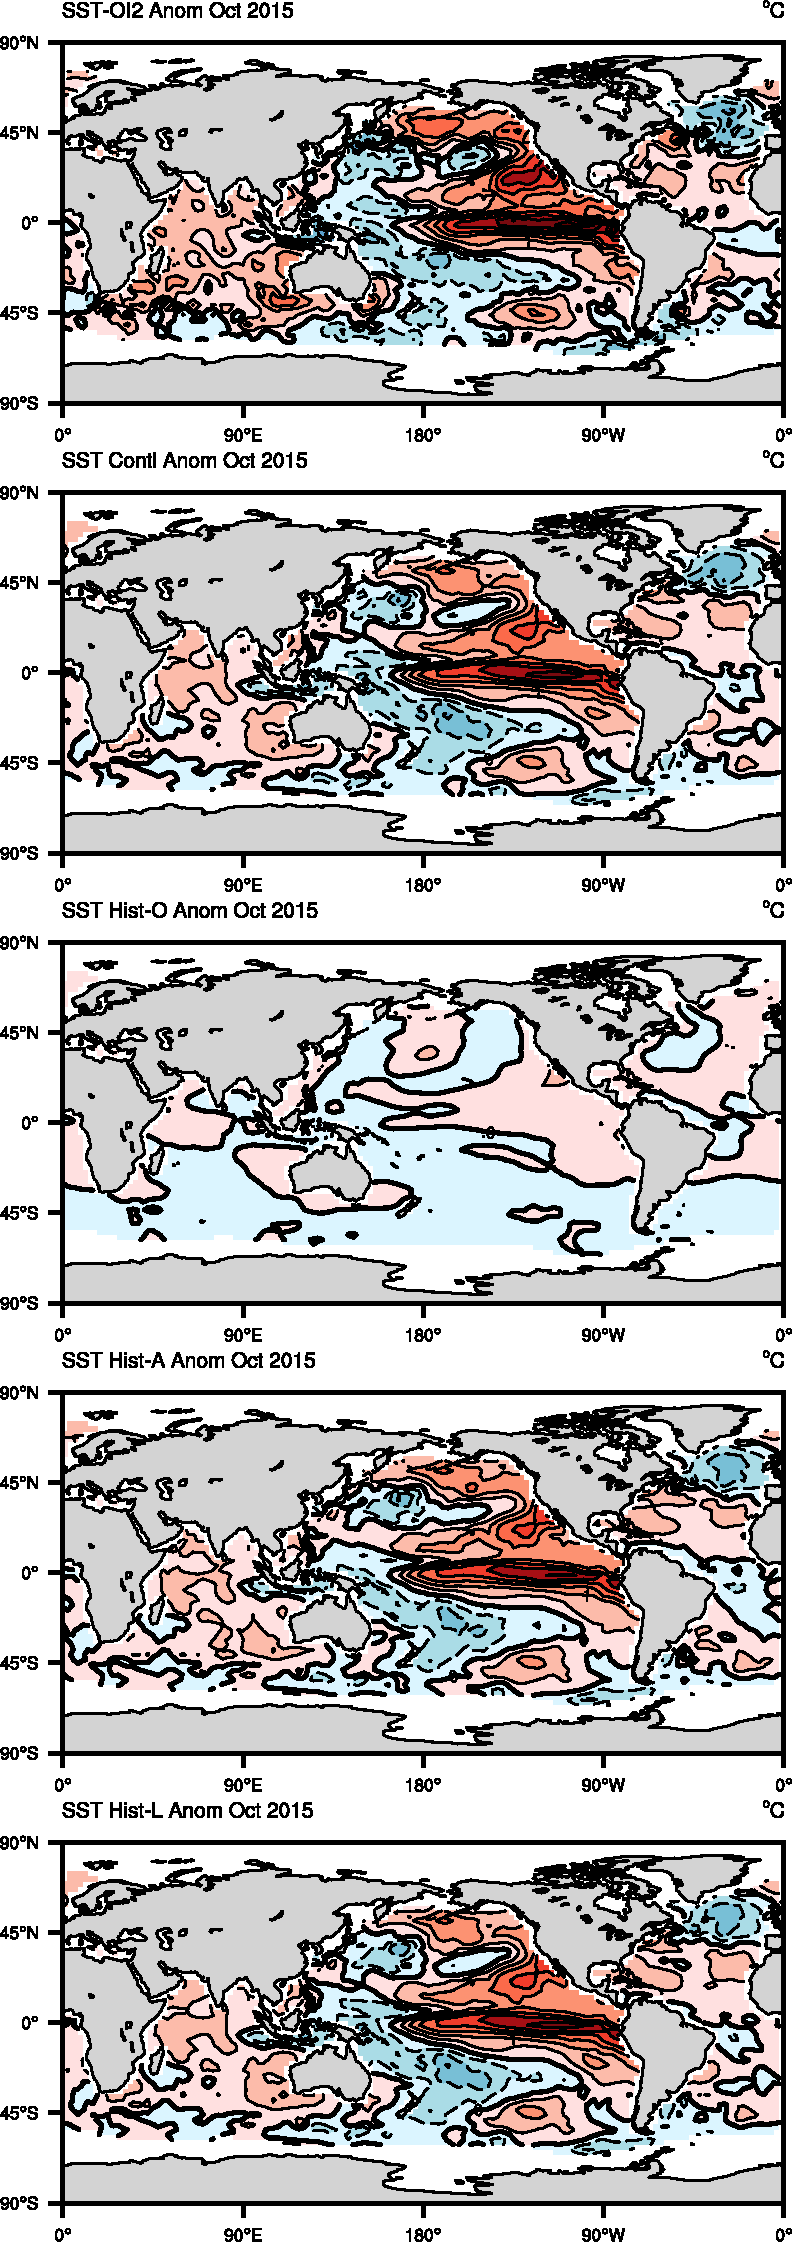 SST-OI2 Anom Oct 2015 °C
90°N
45°N
0°
45°S
90°S
0° 90°E 180° 90°W 0°
SST Contl Anom Oct 2015 °C
90°N
45°N
0°
45°S
90°S
0° 90°E 180° 90°W 0°
SST Hist-O Anom Oct 2015 °C
90°N
45°N
0°
45°S
90°S
0° 90°E 180° 90°W 0°
SST Hist-A Anom Oct 2015 °C
90°N
45°N
0°
45°S
90°S
0° 90°E 180° 90°W 0°
SST Hist-L Anom Oct 2015 °C
90°N
45°N
0°
45°S
90°S
0° 90°E 180° 90°W 0°